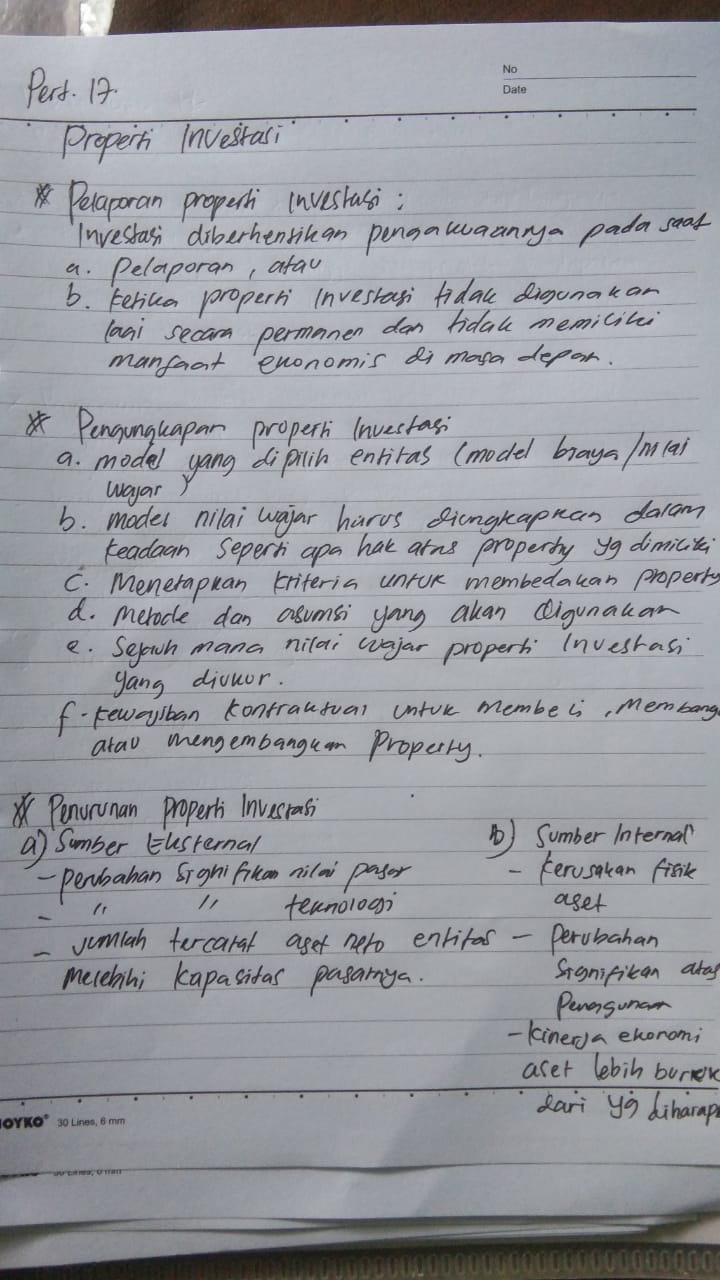 Pert. 17.
No
Date
Properti Investasi
* Pelaporan properti investasi :
Investasi diberhentikan pengakuaannya pada saat
a. Pelaporan, atau
b. Ketika properti investasi tidak digunakan
lagi secara permanen dan tidak memiliki
manfaat ekonomis di masa depan.
* Pengungkapan properti Investasi
a. model yang dipilih entitas (model biaya/nilai
wajar)
b. Model nilai wajar harus diungkapkan dalam
keadaan seperti apa hak atas property yg dimiliki
c. Menetapkan kriteria untuk membedakan property
d. Metode dan asumsi yang akan digunakan
e. Sejauh mana nilai wajar properti Investasi
yang diukur.
f. Kewajiban kontraktual untuk membeli, membang
atau mengembangkan Property.
* Penurunan properti Investasi
a) Sumber Eksternal
- perubahan signifikan nilai pasar
- " " teknologi
- jumlah tercatat aset neto entitas
melebihi kapasitas pasarnya.
b) Sumber Internal
- kerusakan fisik
aset
- perubahan
signifikan atas
Penggunaan
- kinerja ekonomi
aset lebih buruk
dari yg diharap
JOYKO 30 Lines, 6 mm
30 Lines, 6 mm